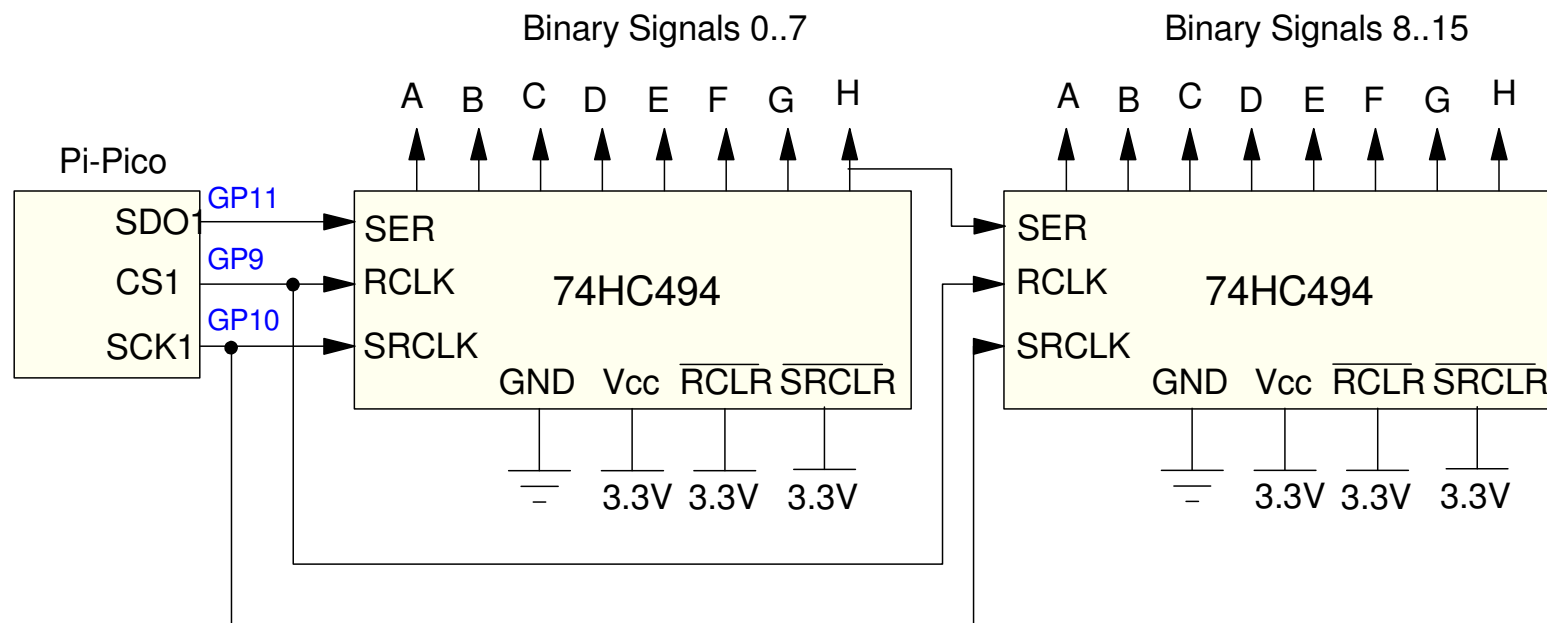 Binary Signals 0..7 Binary Signals 8..15
A B C D E F G H A B C D E F G H
Pi-Pico
SDO1 GP11 SER SER
CS1 GP9 RCLK 74HC494 RCLK 74HC494
SCK1 GP10 SRCLK SRCLK
GND Vcc RCLR SRCLR GND Vcc RCLR SRCLR
3.3V 3.3V 3.3V 3.3V 3.3V 3.3V